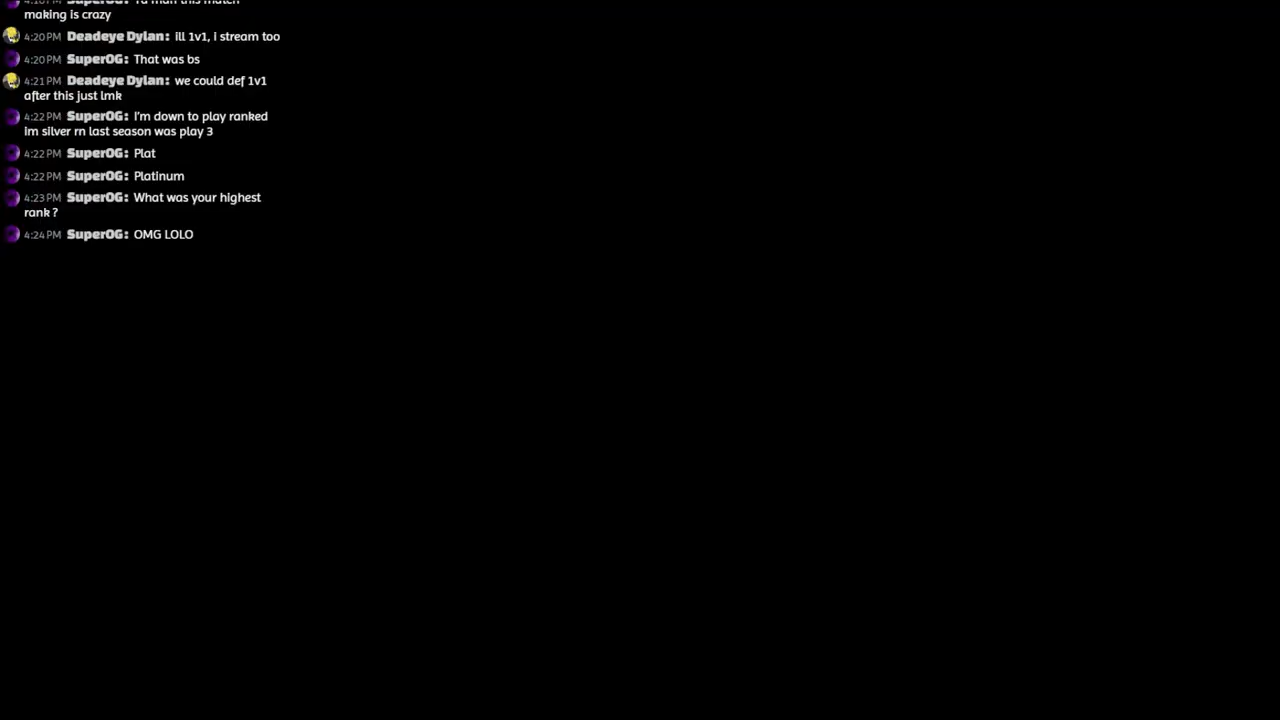 making is crazy
4:20 PM Deadeye Dylan: ill 1v1, i stream too
4:20 PM SuperOG: That was bs
4:21 PM Deadeye Dylan: we could def 1v1
after this just lmk
4:22 PM SuperOG: I'm down to play ranked
im silver rn last season was play 3
4:22 PM SuperOG: Plat
4:22 PM SuperOG: Platinum
4:23 PM SuperOG: What was your highest
rank ?
4:24 PM SuperOG: OMG LOLO